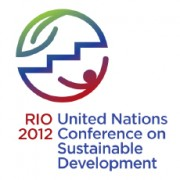 RIO United Nations
2012 Conference on
Sustainable
Development